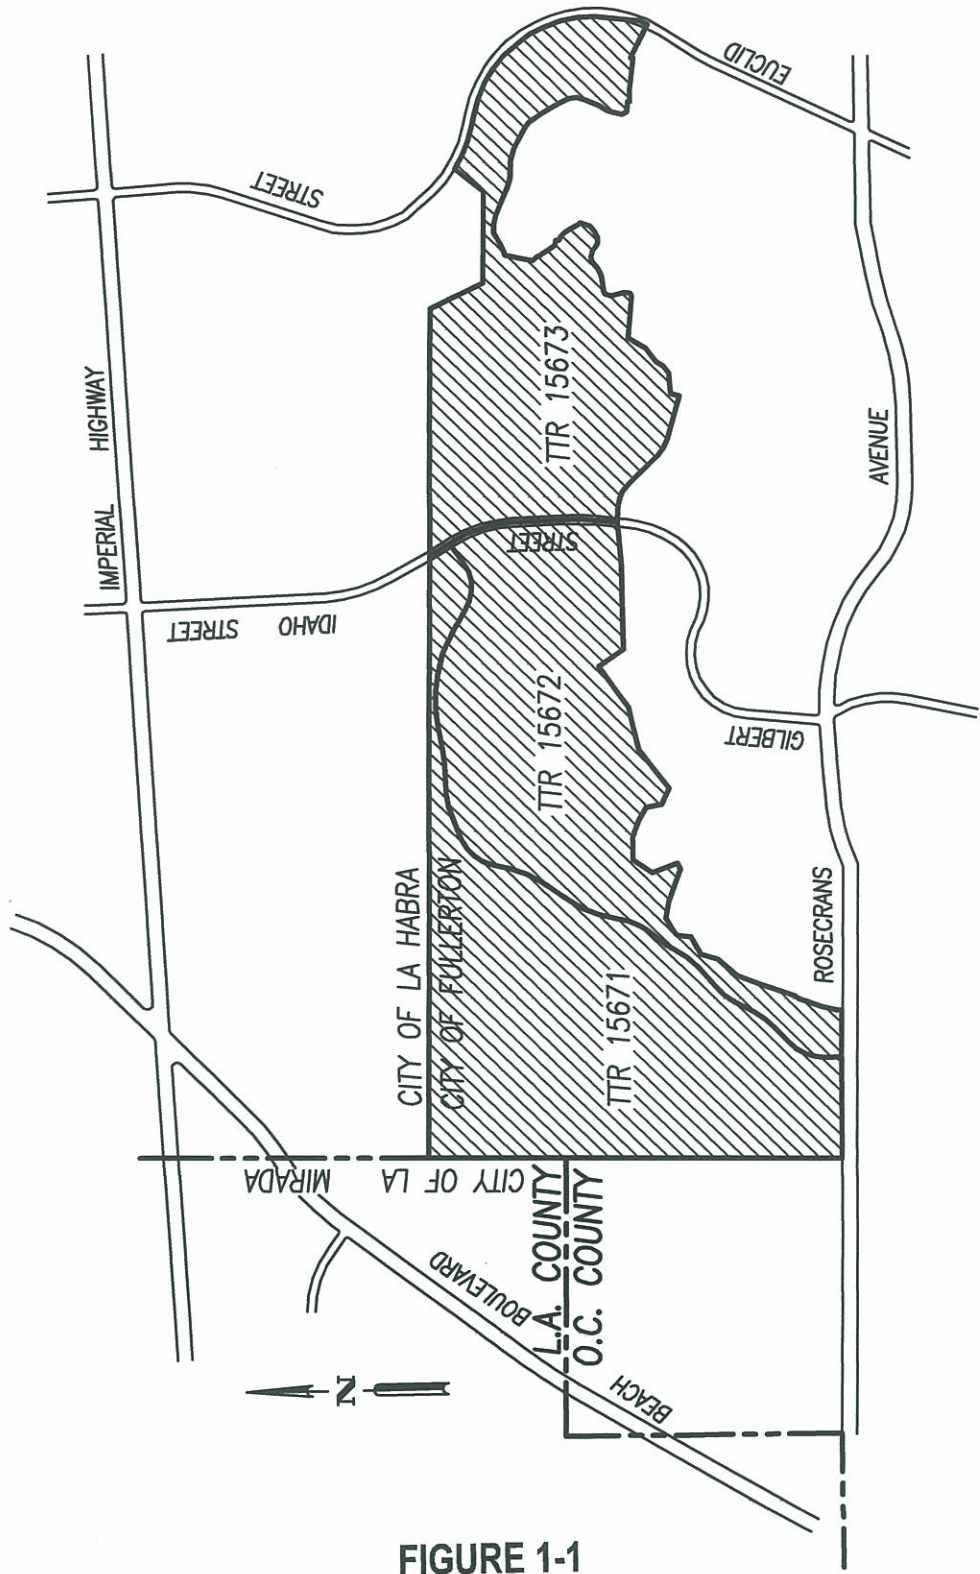 IMPERIAL HIGHWAY
STREET
EUCLID
IDAHO STREET
STREET
GILBERT
ROSECRANS AVENUE
CITY OF LA HABRA
CITY OF FULLERTON
TTR 15671
TTR 15672
TTR 15673
CITY OF LA MIRADA
L.A. COUNTY
O.C. COUNTY
BEACH BOULEVARD
N
FIGURE 1-1